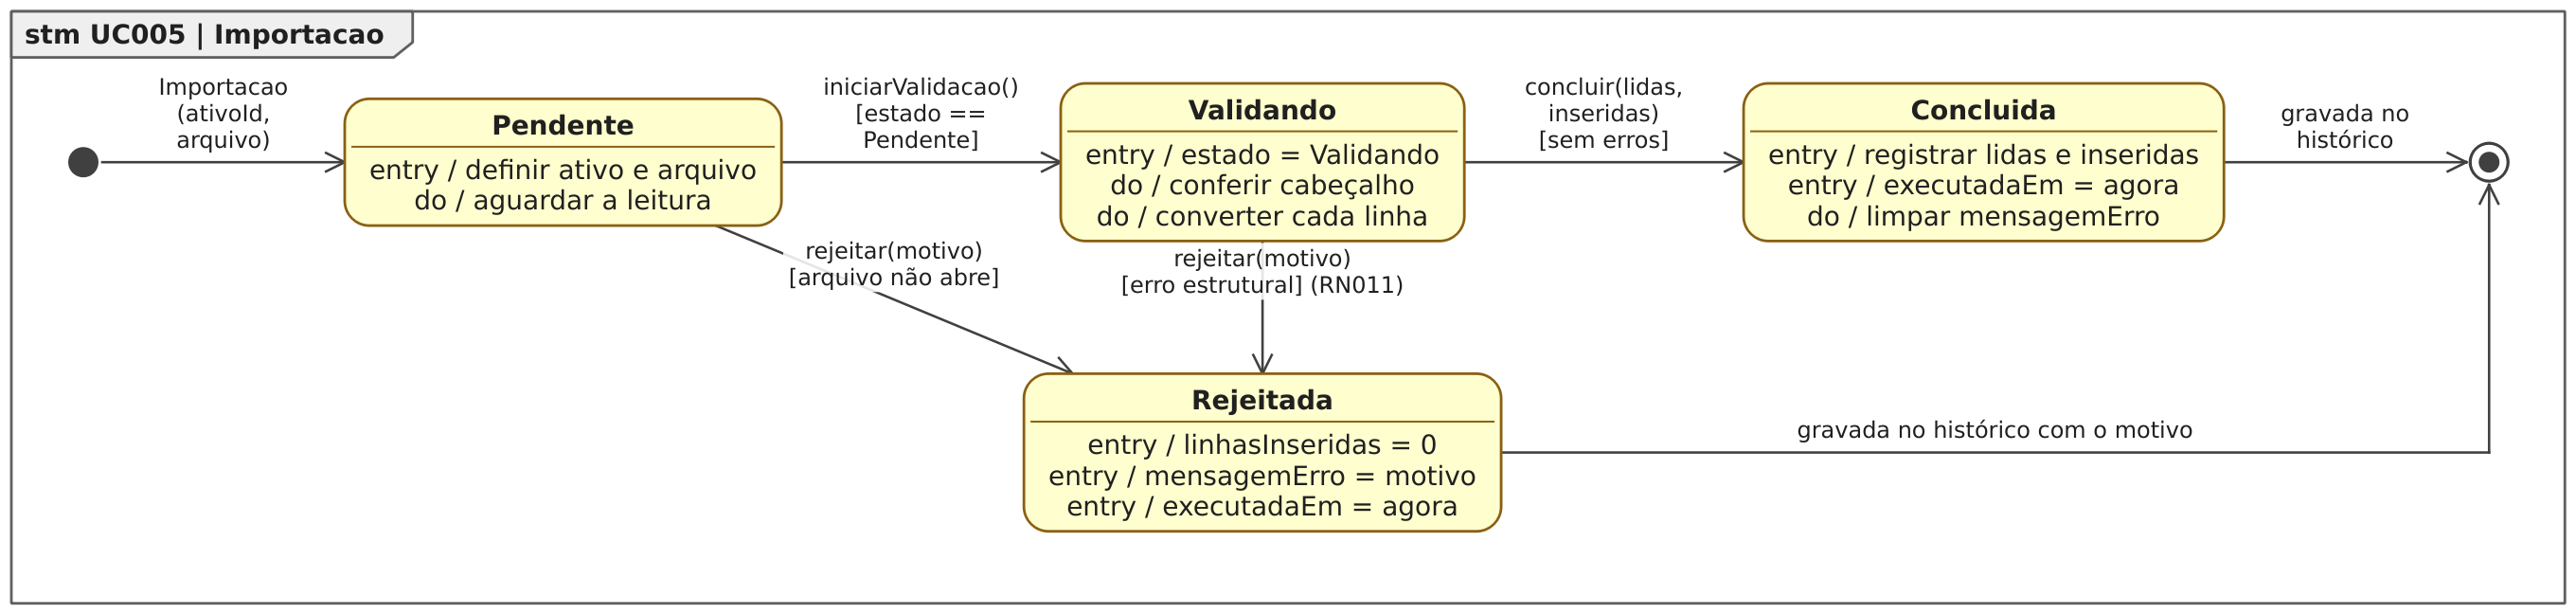 stm UC005 | Importacao
Importacao
(ativoId,
arquivo)
Pendente
entry / definir ativo e arquivo
do / aguardar a leitura
iniciarValidacao()
[estado ==
Pendente]
Validando
entry / estado = Validando
do / conferir cabeçalho
do / converter cada linha
concluir(lidas,
inseridas)
[sem erros]
Concluida
entry / registrar lidas e inseridas
entry / executadaEm = agora
do / limpar mensagemErro
gravada no
histórico
rejeitar(motivo)
[arquivo não abre]
rejeitar(motivo)
[erro estrutural] (RN011)
Rejeitada
entry / linhasInseridas = 0
entry / mensagemErro = motivo
entry / executadaEm = agora
gravada no histórico com o motivo